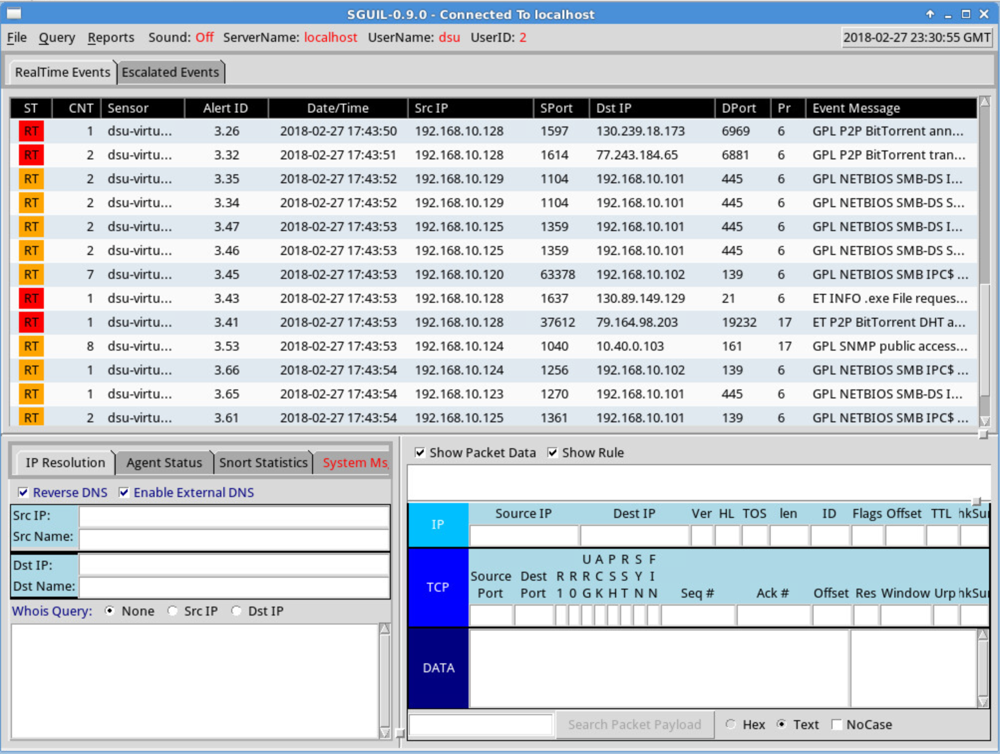 SGUIL-0.9.0 - Connected To localhost
File Query Reports Sound: Off ServerName: localhost UserName: dsu UserID: 2 2018-02-27 23:30:55 GMT
RealTime Events Escalated Events
ST CNT Sensor Alert ID Date/Time Src IP SPort Dst IP DPort Pr Event Message
RT 1 dsu-virtu... 3.26 2018-02-27 17:43:50 192.168.10.128 1597 130.239.18.173 6969 6 GPL P2P BitTorrent ann...
RT 2 dsu-virtu... 3.32 2018-02-27 17:43:51 192.168.10.128 1614 77.243.184.65 6881 6 GPL P2P BitTorrent tran...
RT 2 dsu-virtu... 3.35 2018-02-27 17:43:52 192.168.10.129 1104 192.168.10.101 445 6 GPL NETBIOS SMB-DS I...
RT 2 dsu-virtu... 3.34 2018-02-27 17:43:52 192.168.10.129 1104 192.168.10.101 445 6 GPL NETBIOS SMB-DS S...
RT 2 dsu-virtu... 3.47 2018-02-27 17:43:53 192.168.10.125 1359 192.168.10.101 445 6 GPL NETBIOS SMB-DS I...
RT 2 dsu-virtu... 3.46 2018-02-27 17:43:53 192.168.10.125 1359 192.168.10.101 445 6 GPL NETBIOS SMB-DS S...
RT 7 dsu-virtu... 3.45 2018-02-27 17:43:53 192.168.10.120 63378 192.168.10.102 139 6 GPL NETBIOS SMB IPC$ ...
RT 1 dsu-virtu... 3.43 2018-02-27 17:43:53 192.168.10.128 1637 130.89.149.129 21 6 ET INFO .exe File reques...
RT 1 dsu-virtu... 3.41 2018-02-27 17:43:53 192.168.10.128 37612 79.164.98.203 19232 17 ET P2P BitTorrent DHT a...
RT 8 dsu-virtu... 3.53 2018-02-27 17:43:53 192.168.10.124 1040 10.40.0.103 161 17 GPL SNMP public access...
RT 1 dsu-virtu... 3.66 2018-02-27 17:43:54 192.168.10.124 1256 192.168.10.102 139 6 GPL NETBIOS SMB IPC$ ...
RT 1 dsu-virtu... 3.65 2018-02-27 17:43:54 192.168.10.123 1270 192.168.10.101 445 6 GPL NETBIOS SMB-DS I...
RT 2 dsu-virtu... 3.61 2018-02-27 17:43:54 192.168.10.125 1361 192.168.10.101 139 6 GPL NETBIOS SMB IPC$ ...
IP Resolution Agent Status Snort Statistics System Ms
Reverse DNS Enable External DNS
Src IP:
Src Name:
Dst IP:
Dst Name:
Whois Query: None Src IP Dst IP
Show Packet Data Show Rule
IP Source IP Dest IP Ver HL TOS len ID Flags Offset TTL hkSu
U A P R S F
Source Dest R R R C S S Y I
TCP
Port Port 1 0 G K H T N N Seq # Ack # Offset Res Window Urp hkSu
DATA
Search Packet Payload Hex Text NoCase